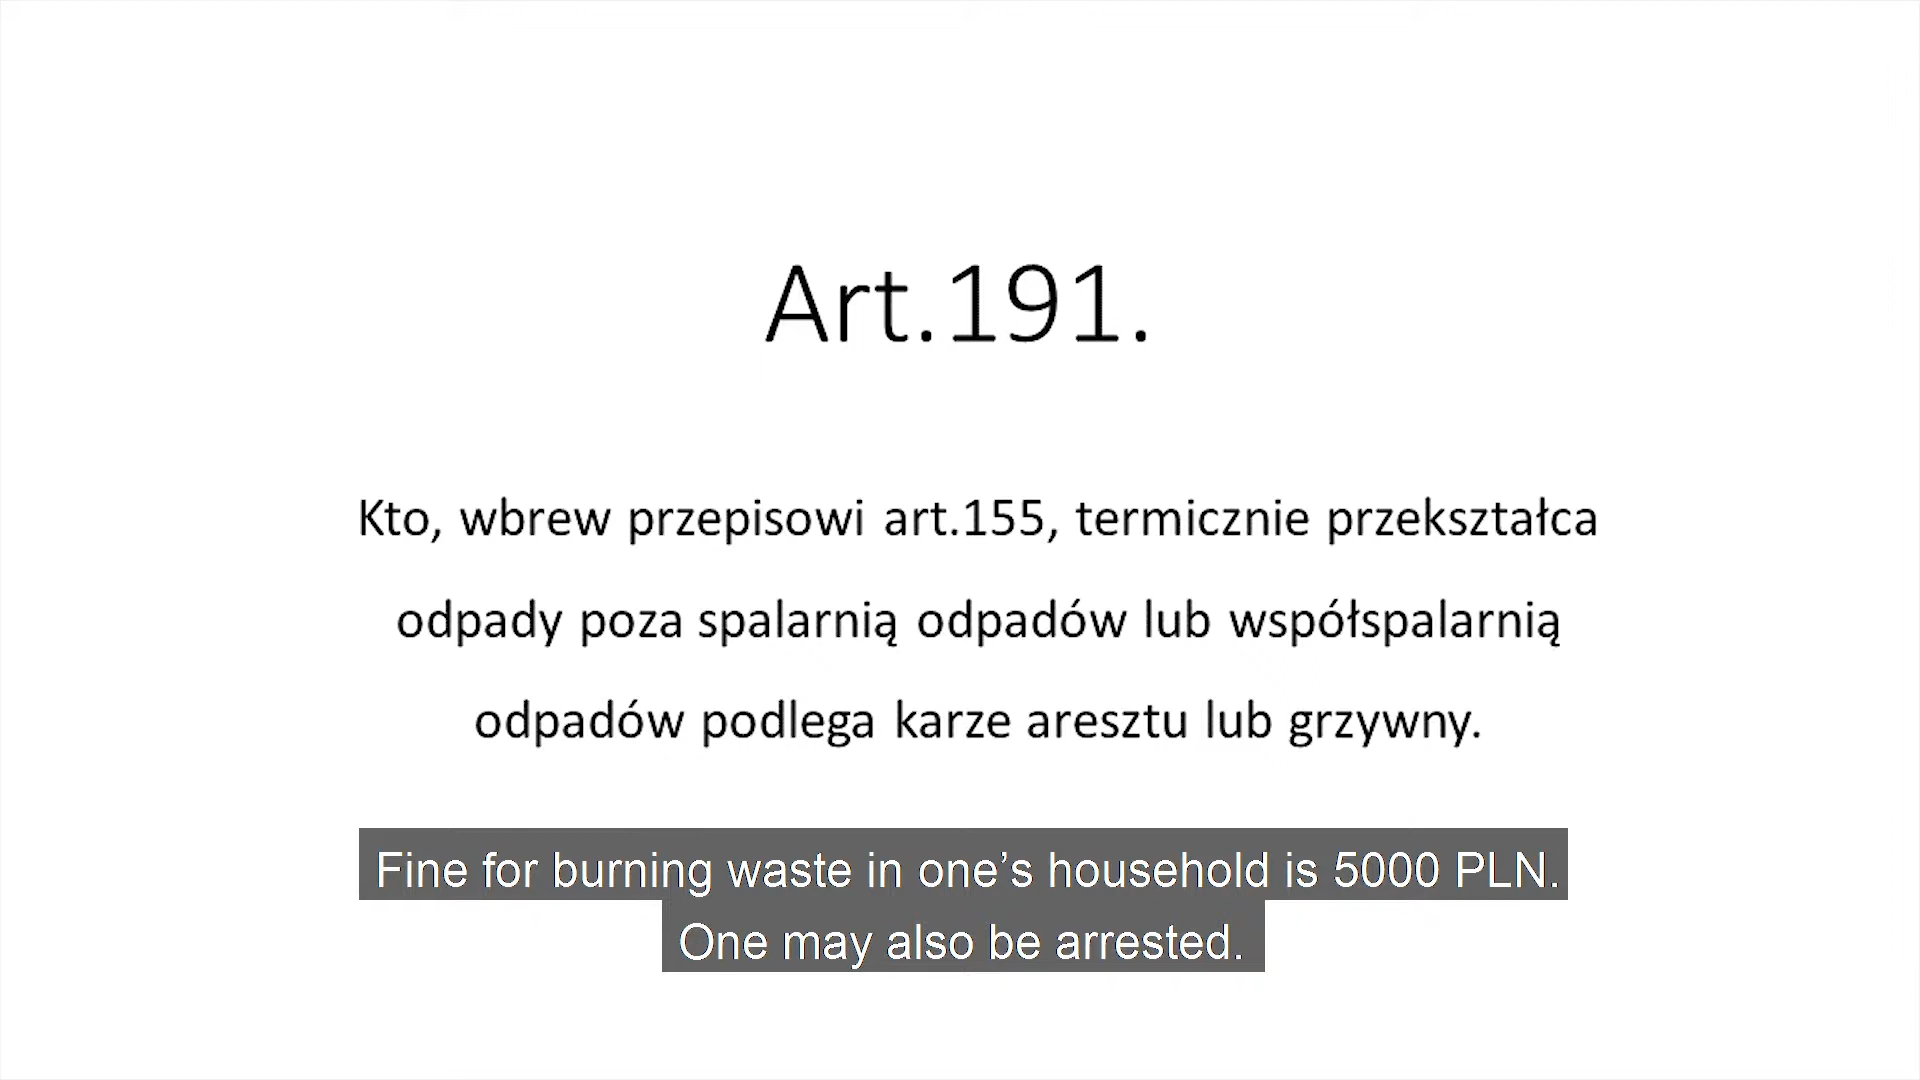 Art.191.
Kto, wbrew przepisowi art.155, termicznie przekształca
odpady poza spalarnią odpadów lub współspalarnią
odpadów podlega karze aresztu lub grzywny.
Fine for burning waste in one’s household is 5000 PLN.
One may also be arrested.